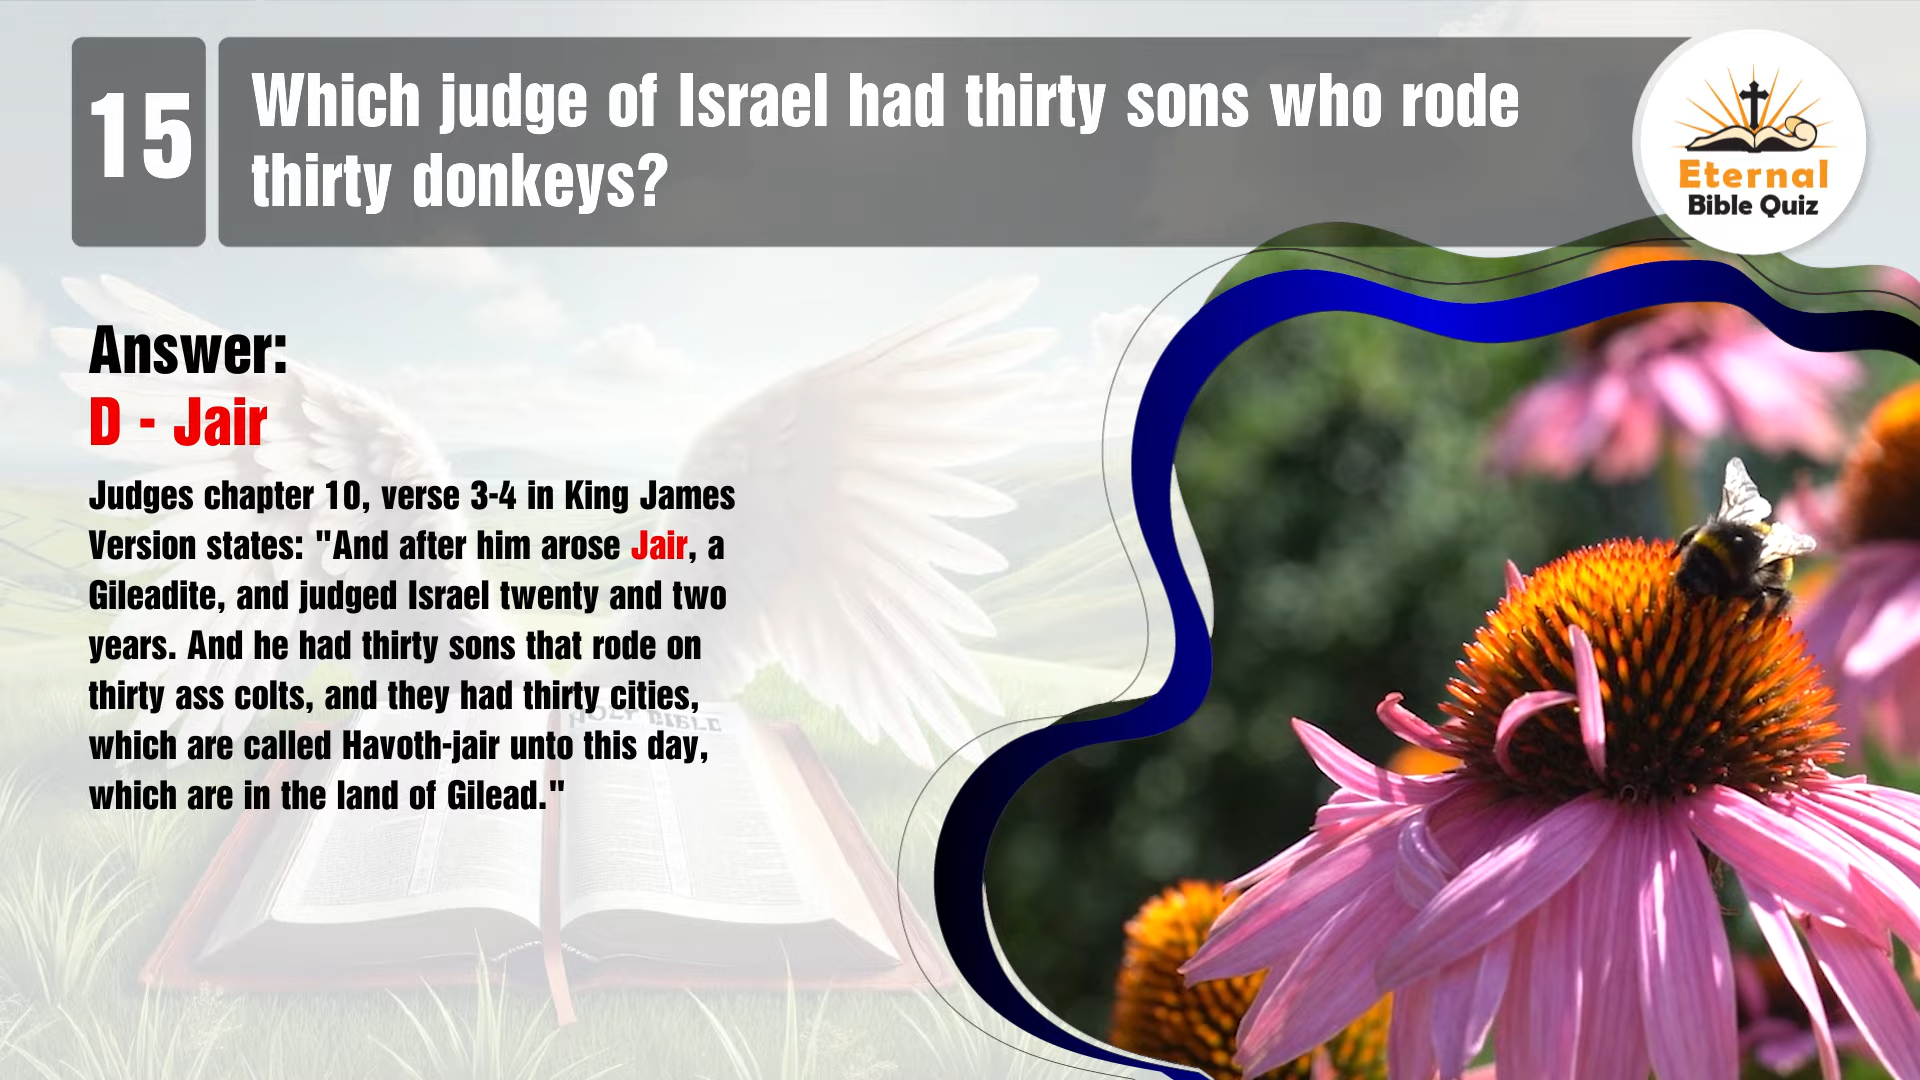 15
Which judge of Israel had thirty sons who rode
thirty donkeys?
Eternal
Bible Quiz
Answer:
D - Jair
Judges chapter 10, verse 3-4 in King James
Version states: "And after him arose Jair, a
Gileadite, and judged Israel twenty and two
years. And he had thirty sons that rode on
thirty ass colts, and they had thirty cities,
which are called Havoth-jair unto this day,
which are in the land of Gilead."
HOLY BIBLE